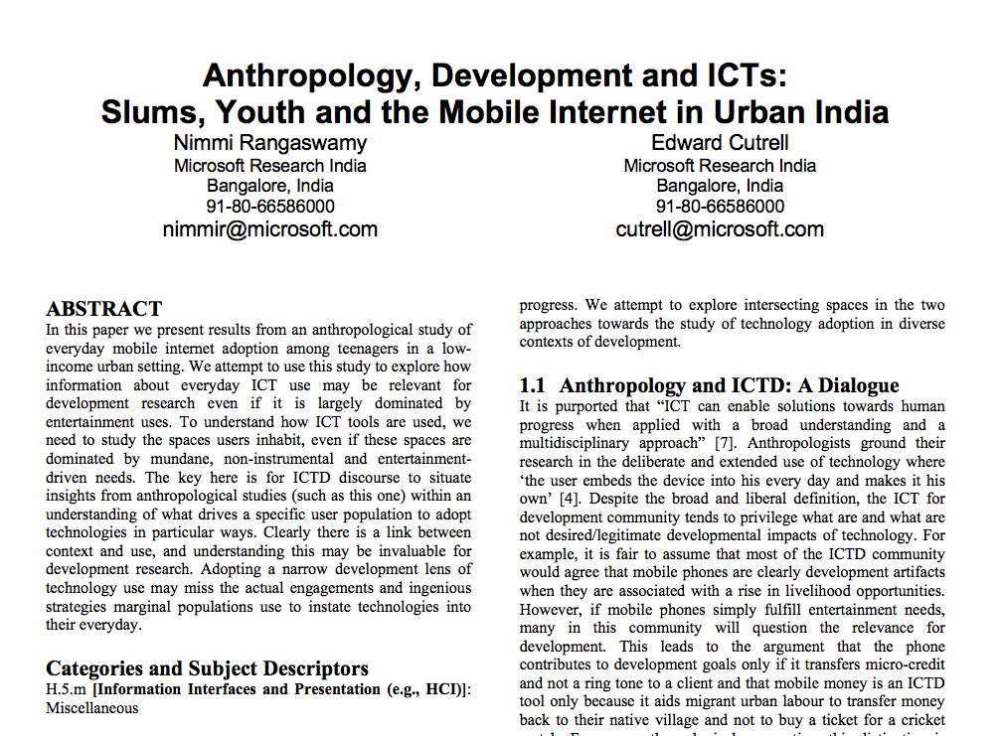 Anthropology, Development and ICTs:
Slums, Youth and the Mobile Internet in Urban India
Nimmi Rangaswamy
Microsoft Research India
Bangalore, India
91-80-66586000
nimmir@microsoft.com
Edward Cutrell
Microsoft Research India
Bangalore, India
91-80-66586000
cutrell@microsoft.com
ABSTRACT
In this paper we present results from an anthropological study of
everyday mobile internet adoption among teenagers in a low-
income urban setting. We attempt to use this study to explore how
information about everyday ICT use may be relevant for
development research even if it is largely dominated by
entertainment uses. To understand how ICT tools are used, we
need to study the spaces users inhabit, even if these spaces are
dominated by mundane, non-instrumental and entertainment-
driven needs. The key here is for ICTD discourse to situate
insights from anthropological studies (such as this one) within an
understanding of what drives a specific user population to adopt
technologies in particular ways. Clearly there is a link between
context and use, and understanding this may be invaluable for
development research. Adopting a narrow development lens of
technology use may miss the actual engagements and ingenious
strategies marginal populations use to instate technologies into
their everyday.
Categories and Subject Descriptors
H.5.m [Information Interfaces and Presentation (e.g., HCI)]:
Miscellaneous
progress. We attempt to explore intersecting spaces in the two
approaches towards the study of technology adoption in diverse
contexts of development.
1.1 Anthropology and ICTD: A Dialogue
It is purported that “ICT can enable solutions towards human
progress when applied with a broad understanding and a
multidisciplinary approach” [7]. Anthropologists ground their
research in the deliberate and extended use of technology where
‘the user embeds the device into his every day and makes it his
own’ [4]. Despite the broad and liberal definition, the ICT for
development community tends to privilege what are and what are
not desired/legitimate developmental impacts of technology. For
example, it is fair to assume that most of the ICTD community
would agree that mobile phones are clearly development artifacts
when they are associated with a rise in livelihood opportunities.
However, if mobile phones simply fulfill entertainment needs,
many in this community will question the relevance for
development. This leads to the argument that the phone
contributes to development goals only if it transfers micro-credit
and not a ring tone to a client and that mobile money is an ICTD
tool only because it aids migrant urban labour to transfer money
back to their native village and not to buy a ticket for a cricket